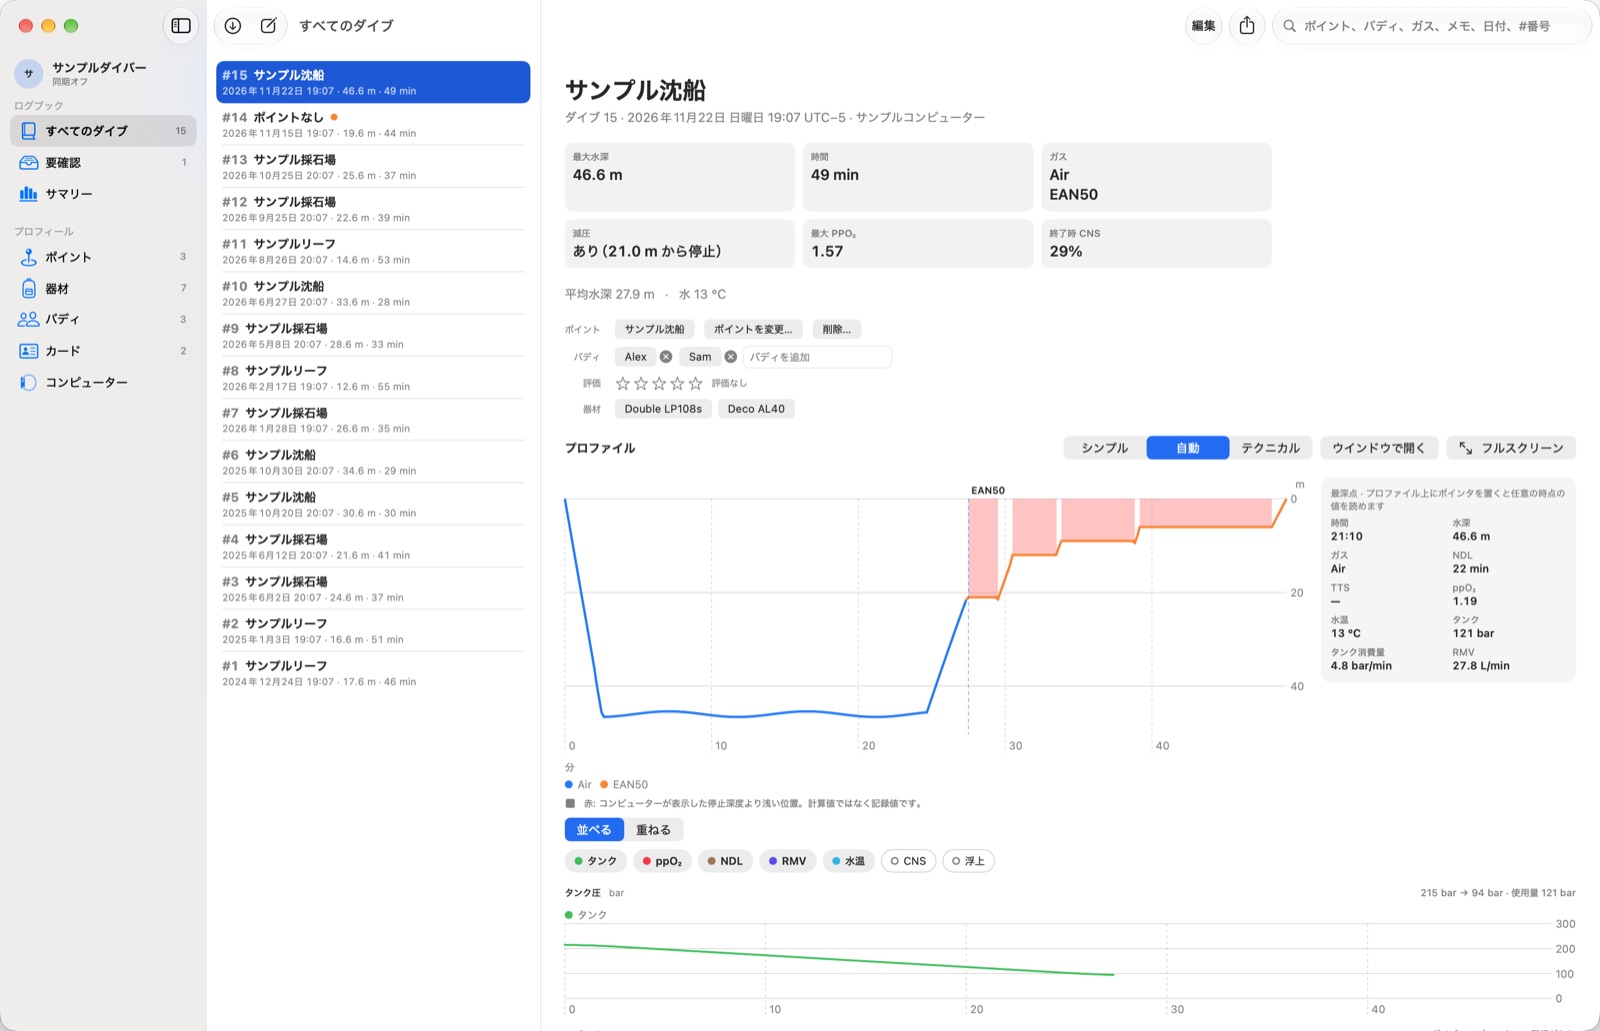 すべてのダイブ
編集
ポイント、バディ、ガス、メモ、日付、#番号
サ
サンプルダイバー
同期オフ
ログブック
すべてのダイブ 15
要確認 1
サマリー
プロフィール
ポイント 3
器材 7
バディ 3
カード 2
コンピューター
#15 サンプル沈船
2026年11月22日 19:07 · 46.6 m · 49 min
#14 ポイントなし
2026年11月15日 19:07 · 19.6 m · 44 min
#13 サンプル採石場
2026年10月25日 20:07 · 25.6 m · 37 min
#12 サンプル採石場
2026年9月25日 20:07 · 22.6 m · 39 min
#11 サンプルリーフ
2026年8月26日 20:07 · 14.6 m · 53 min
#10 サンプル沈船
2026年6月27日 20:07 · 33.6 m · 28 min
#9 サンプル採石場
2026年5月8日 20:07 · 28.6 m · 33 min
#8 サンプルリーフ
2026年2月17日 19:07 · 12.6 m · 55 min
#7 サンプル採石場
2026年1月28日 19:07 · 26.6 m · 35 min
#6 サンプル沈船
2025年10月30日 20:07 · 34.6 m · 29 min
#5 サンプル沈船
2025年10月20日 20:07 · 30.6 m · 30 min
#4 サンプル採石場
2025年6月12日 20:07 · 21.6 m · 41 min
#3 サンプル採石場
2025年6月2日 20:07 · 24.6 m · 37 min
#2 サンプルリーフ
2025年1月3日 19:07 · 16.6 m · 51 min
#1 サンプルリーフ
2024年12月24日 19:07 · 17.6 m · 46 min
サンプル沈船
ダイブ 15 · 2026年11月22日 日曜日 19:07 UTC−5 · サンプルコンピューター
最大水深
46.6 m
時間
49 min
ガス
Air
EAN50
減圧
あり（21.0 m から停止）
最大 PPO₂
1.57
終了時 CNS
29%
平均水深 27.9 m · 水 13 °C
ポイント サンプル沈船 ポイントを変更... 削除...
バディ Alex Sam バディを追加
評価 評価なし
器材 Double LP108s Deco AL40
プロファイル
シンプル 自動 テクニカル ウインドウで開く フルスクリーン
EAN50
m
0
20
40
0 10 20 30 40
分
Air EAN50
赤: コンピューターが表示した停止深度より浅い位置。計算値ではなく記録値です。
最深点 · プロファイル上にポインタを置くと任意の時点の
値を読めます
時間 水深
21:10 46.6 m
ガス NDL
Air 22 min
TTS ppO₂
— 1.19
水温 タンク
13 °C 121 bar
タンク消費量 RMV
4.8 bar/min 27.8 L/min
並べる 重ねる
タンク ppO₂ NDL RMV 水温 CNS 浮上
タンク圧 bar
215 bar → 94 bar · 使用量 121 bar
タンク
300
200
100
0
0 10 20 30 40